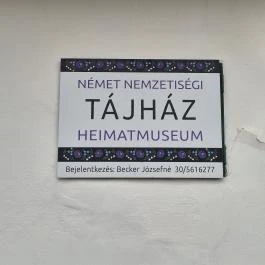 NÉMET NEMZETISÉGI
TÁJHÁZ
HEIMATMUSEUM
Bejelentkezés: Becker Józsefné 30/5616277